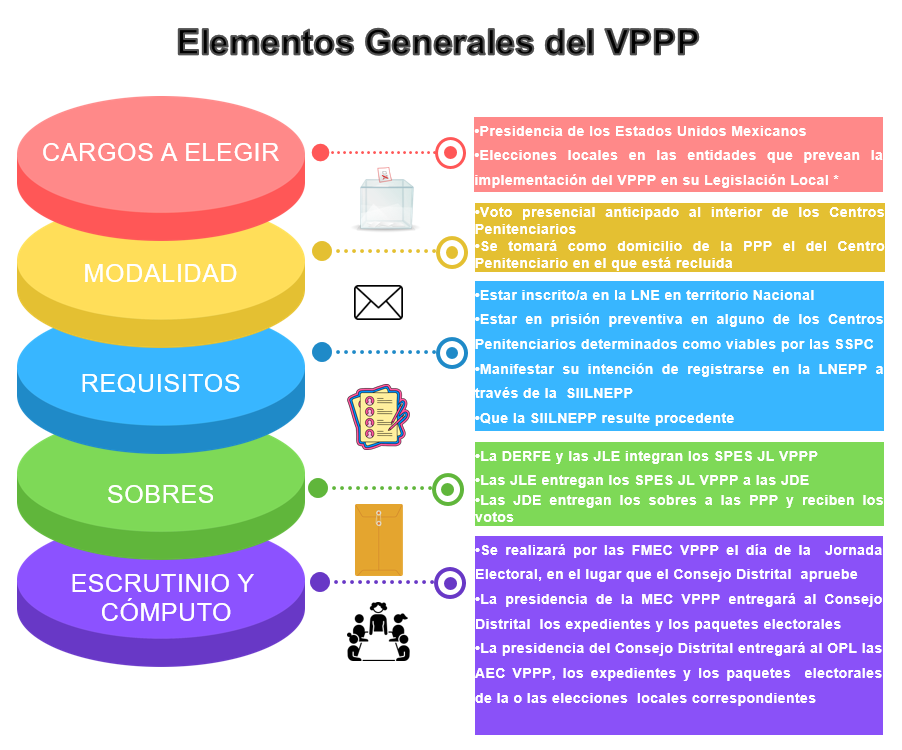 Elementos Generales del VPPP
CARGOS A ELEGIR
•Presidencia de los Estados Unidos Mexicanos
•Elecciones locales en las entidades que prevean la
implementación del VPPP en su Legislación Local *
MODALIDAD
•Voto presencial anticipado al interior de los Centros
Penitenciarios
•Se tomará como domicilio de la PPP el del Centro
Penitenciario en el que está recluida
REQUISITOS
•Estar inscrito/a en la LNE en territorio Nacional
•Estar en prisión preventiva en alguno de los Centros
Penitenciarios determinados como viables por las SSPC
•Manifestar su intención de registrarse en la LNEPP a
través de la SIILNEPP
•Que la SIILNEPP resulte procedente
SOBRES
•La DERFE y las JLE integran los SPES JL VPPP
•Las JLE entregan los SPES JL VPPP a las JDE
•Las JDE entregan los sobres a las PPP y reciben los
votos
ESCRUTINIO Y
CÓMPUTO
•Se realizará por las FMEC VPPP el día de la Jornada
Electoral, en el lugar que el Consejo Distrital apruebe
•La presidencia de la MEC VPPP entregará al Consejo
Distrital los expedientes y los paquetes electorales
•La presidencia del Consejo Distrital entregará al OPL las
AEC VPPP, los expedientes y los paquetes electorales
de la o las elecciones locales correspondientes